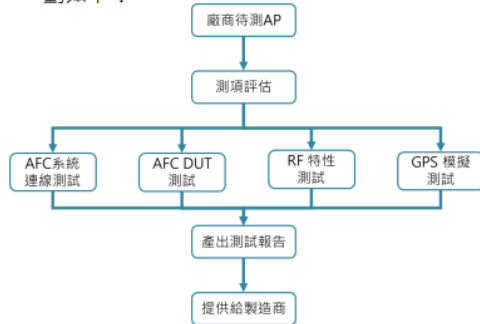 廠商待測AP
測項評估
AFC系統
連線測試
AFC DUT
測試
RF 特性
測試
GPS 模擬
測試
產出測試報告
提供給製造商